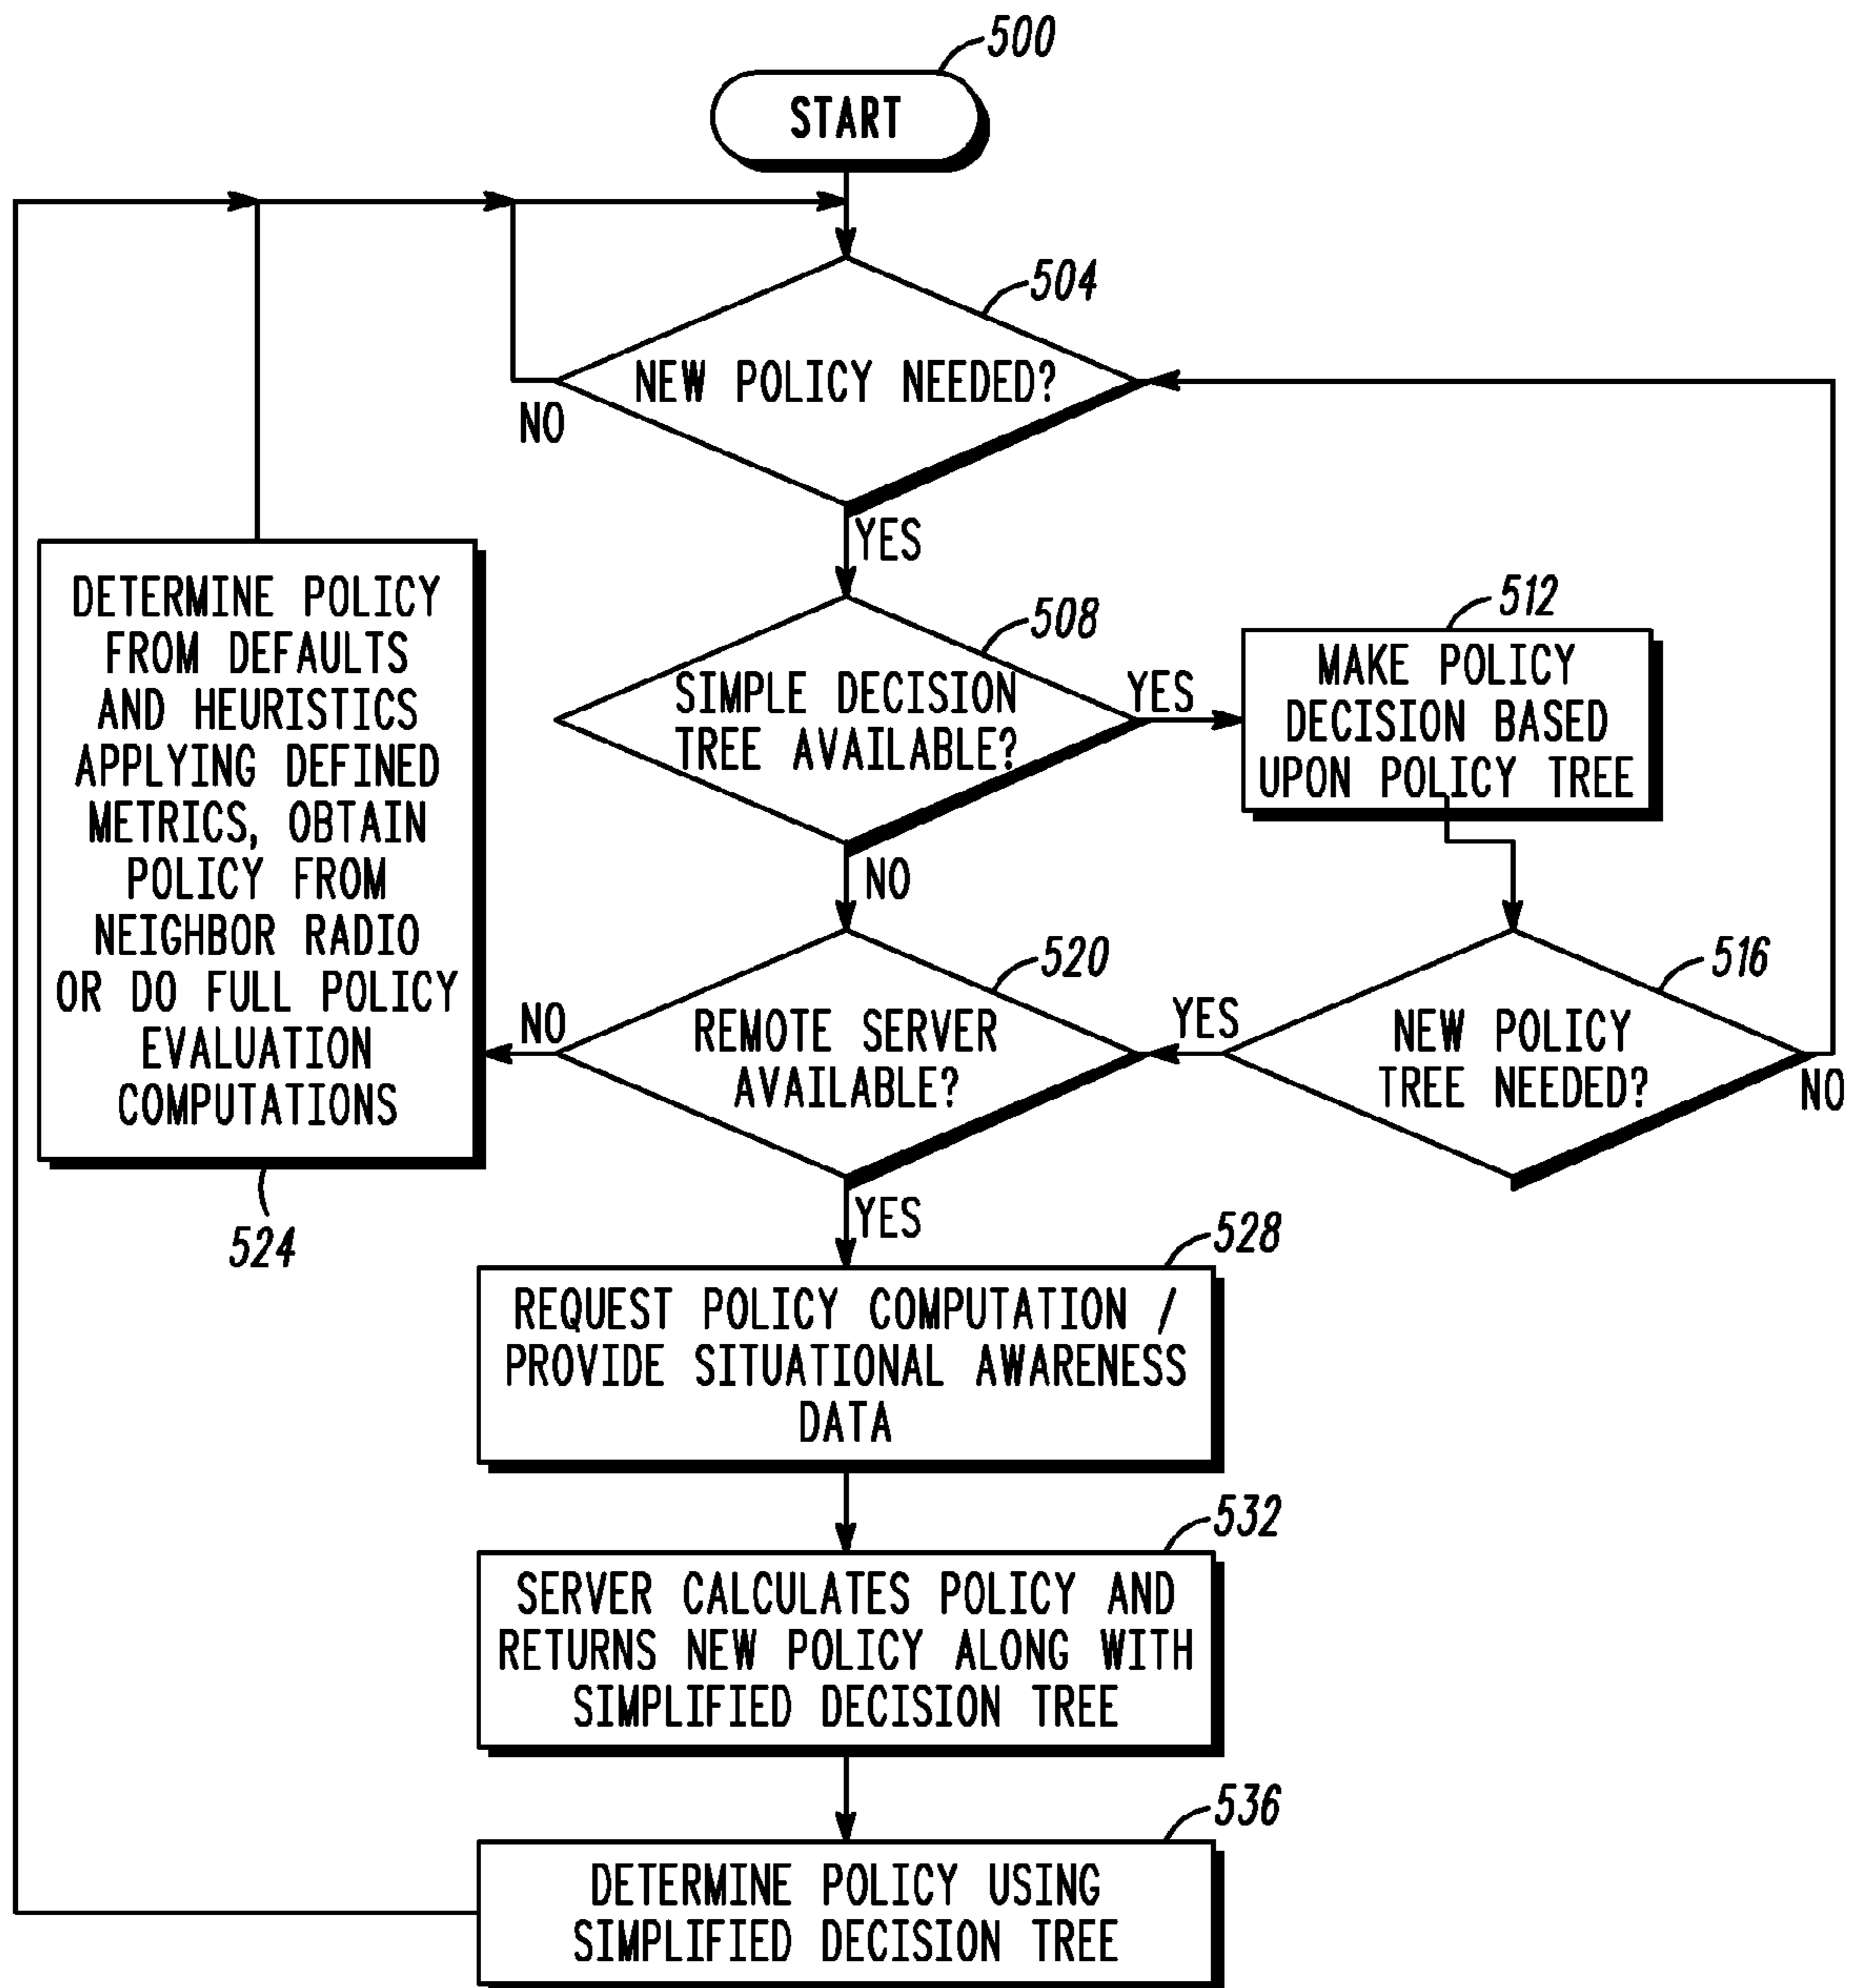 500
START
504
NEW POLICY NEEDED?
NO
YES
508
SIMPLE DECISION
TREE AVAILABLE?
YES
NO
512
MAKE POLICY
DECISION BASED
UPON POLICY TREE
DETERMINE POLICY
FROM DEFAULTS
AND HEURISTICS
APPLYING DEFINED
METRICS, OBTAIN
POLICY FROM
NEIGHBOR RADIO
OR DO FULL POLICY
EVALUATION
COMPUTATIONS
524
520
REMOTE SERVER
AVAILABLE?
NO
YES
516
NEW POLICY
TREE NEEDED?
YES
NO
528
REQUEST POLICY COMPUTATION /
PROVIDE SITUATIONAL AWARENESS
DATA
532
SERVER CALCULATES POLICY AND
RETURNS NEW POLICY ALONG WITH
SIMPLIFIED DECISION TREE
536
DETERMINE POLICY USING
SIMPLIFIED DECISION TREE